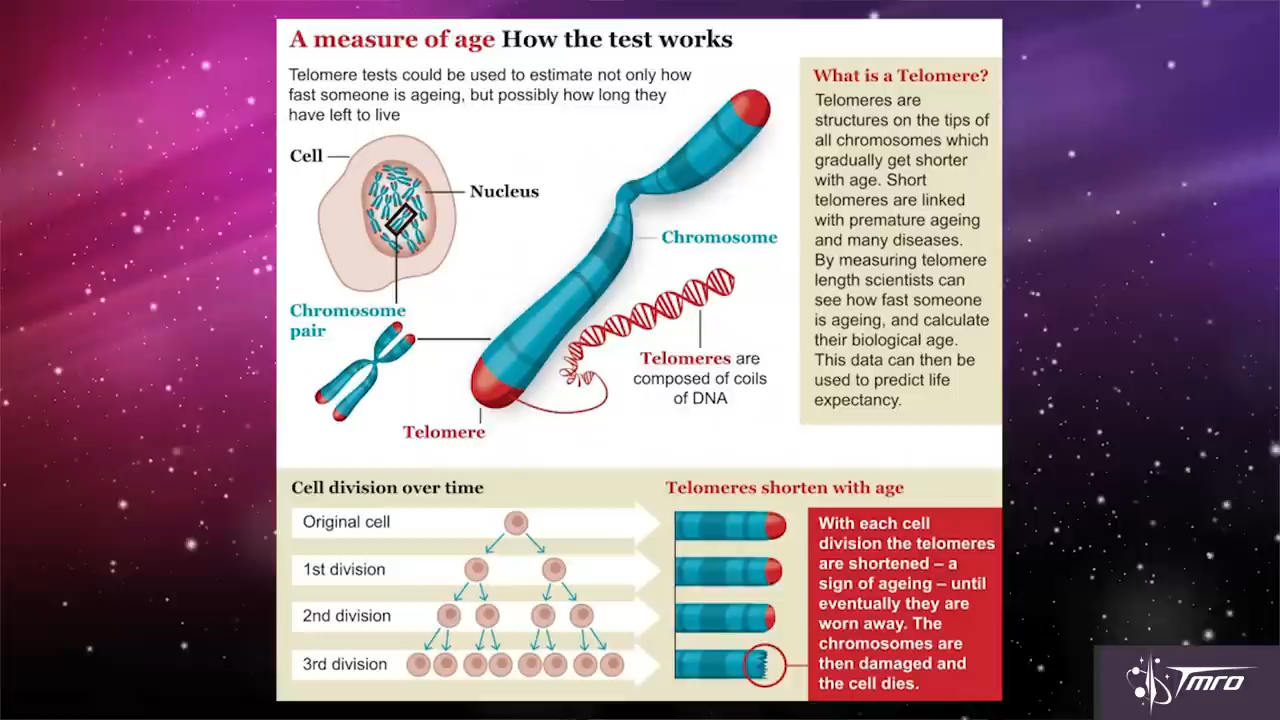 A measure of age How the test works
Telomere tests could be used to estimate not only how
fast someone is ageing, but possibly how long they
have left to live
Cell
Nucleus
Chromosome
pair
Chromosome
Telomeres are
composed of coils
of DNA
Telomere
What is a Telomere?
Telomeres are
structures on the tips of
all chromosomes which
gradually get shorter
with age. Short
telomeres are linked
with premature ageing
and many diseases.
By measuring telomere
length scientists can
see how fast someone
is ageing, and calculate
their biological age.
This data can then be
used to predict life
expectancy.
Cell division over time
Original cell
1st division
2nd division
3rd division
Telomeres shorten with age
With each cell
division the telomeres
are shortened – a
sign of ageing – until
eventually they are
worn away. The
chromosomes are
then damaged and
the cell dies.
Tmro